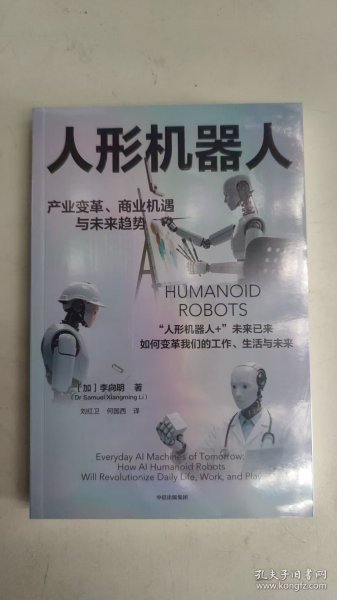 人形机器人
产业变革、商业机遇
与未来趋势
HUMANOID
ROBOTS
“人形机器人+”未来已来
如何变革我们的工作、生活与未来
[加]李向明 著
(Dr Samuel Xiangming Li)
刘红卫 何国西 译
Everyday AI Machines of Tomorrow:
How AI Humanoid Robots
Will Revolutionize Daily Life, Work, and Play
中信出版集团
孔夫子旧书网